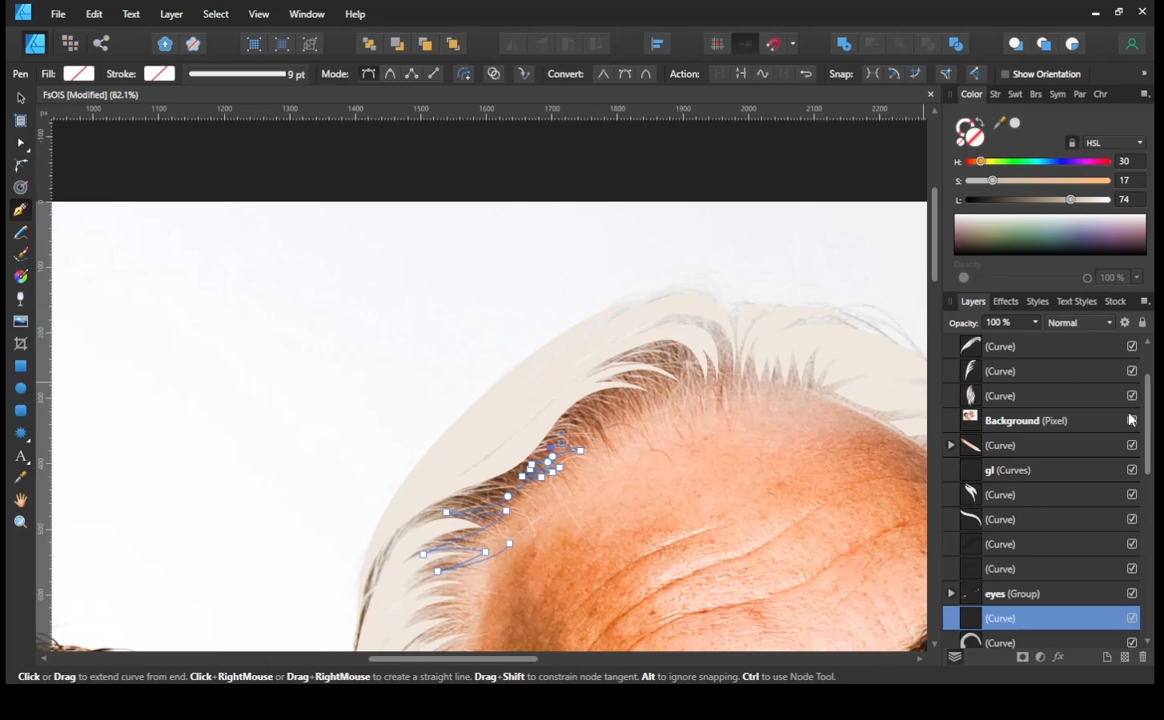 File Edit Text Layer Select View Window Help
Pen Fill: Stroke: 9 pt Mode: Convert: Action: Snap: Show Orientation »
FsOIS [Modified] (82.1%)
Color Str Swt Brs Sym Par Chr
px 1000 1100 1200 1300 1400 1500 1600 1700 1800 1900 2000 2100 2200
HSL
H: 30
S: 17
L: 74
Opacity
100 %
Layers Effects Styles Text Styles Stock
Opacity: 100 % Normal
(Curve)
(Curve)
(Curve)
Background (Pixel)
(Curve)
gl (Curves)
(Curve)
(Curve)
(Curve)
(Curve)
eyes (Group)
(Curve)
(Curve)
Click or Drag to extend curve from end. Click+RightMouse or Drag+RightMouse to create a straight line. Drag+Shift to constrain node tangent. Alt to ignore snapping. Ctrl to use Node Tool.